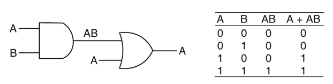 A
B
AB
A
A
A B AB A + AB
0 0 0 0
0 1 0 0
1 0 0 1
1 1 1 1